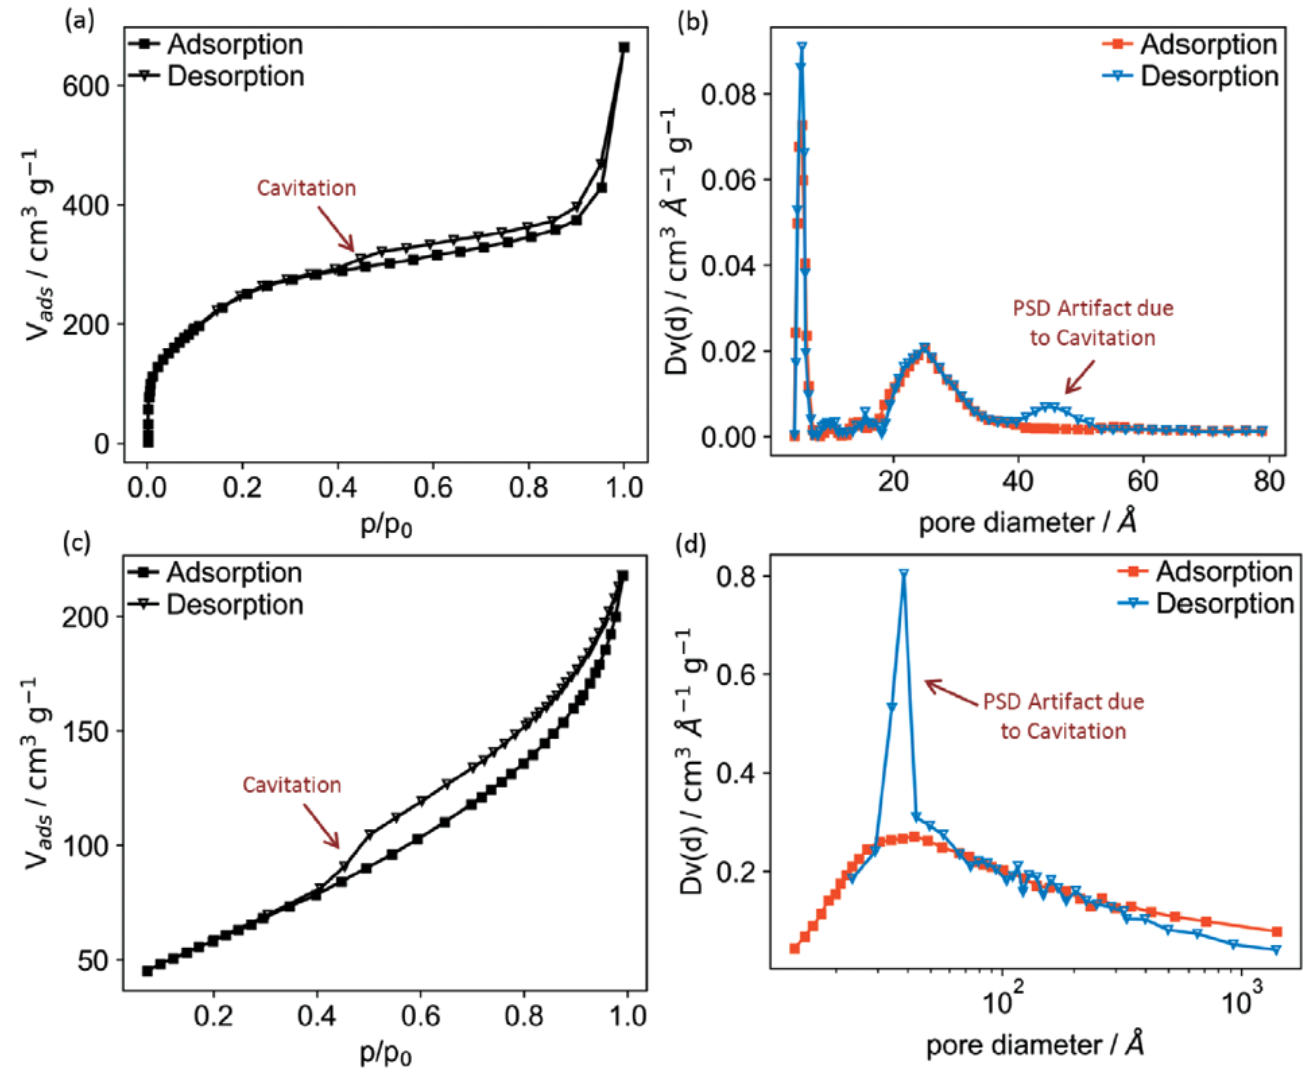 (a)
Adsorption
Desorption
600
400
200
0
Cavitation
0.0 0.2 0.4 0.6 0.8 1.0
p/p₀
V_ads / cm³ g⁻¹
(b)
Adsorption
Desorption
0.08
0.06
0.04
0.02
0.00
PSD Artifact due
to Cavitation
20 40 60 80
pore diameter / Å
Dv(d) / cm³ Å⁻¹ g⁻¹
(c)
Adsorption
Desorption
200
150
100
50
Cavitation
0.2 0.4 0.6 0.8 1.0
p/p₀
V_ads / cm³ g⁻¹
(d)
Adsorption
Desorption
0.8
0.6
0.4
0.2
PSD Artifact due
to Cavitation
10² 10³
pore diameter / Å
Dv(d) / cm³ Å⁻¹ g⁻¹